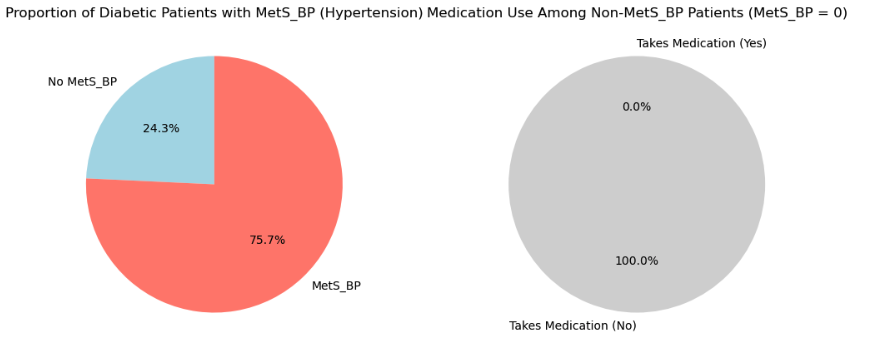 Proportion of Diabetic Patients with MetS_BP (Hypertension)
No MetS_BP
24.3%
75.7%
MetS_BP
Medication Use Among Non-MetS_BP Patients (MetS_BP = 0)
Takes Medication (Yes)
0.0%
100.0%
Takes Medication (No)